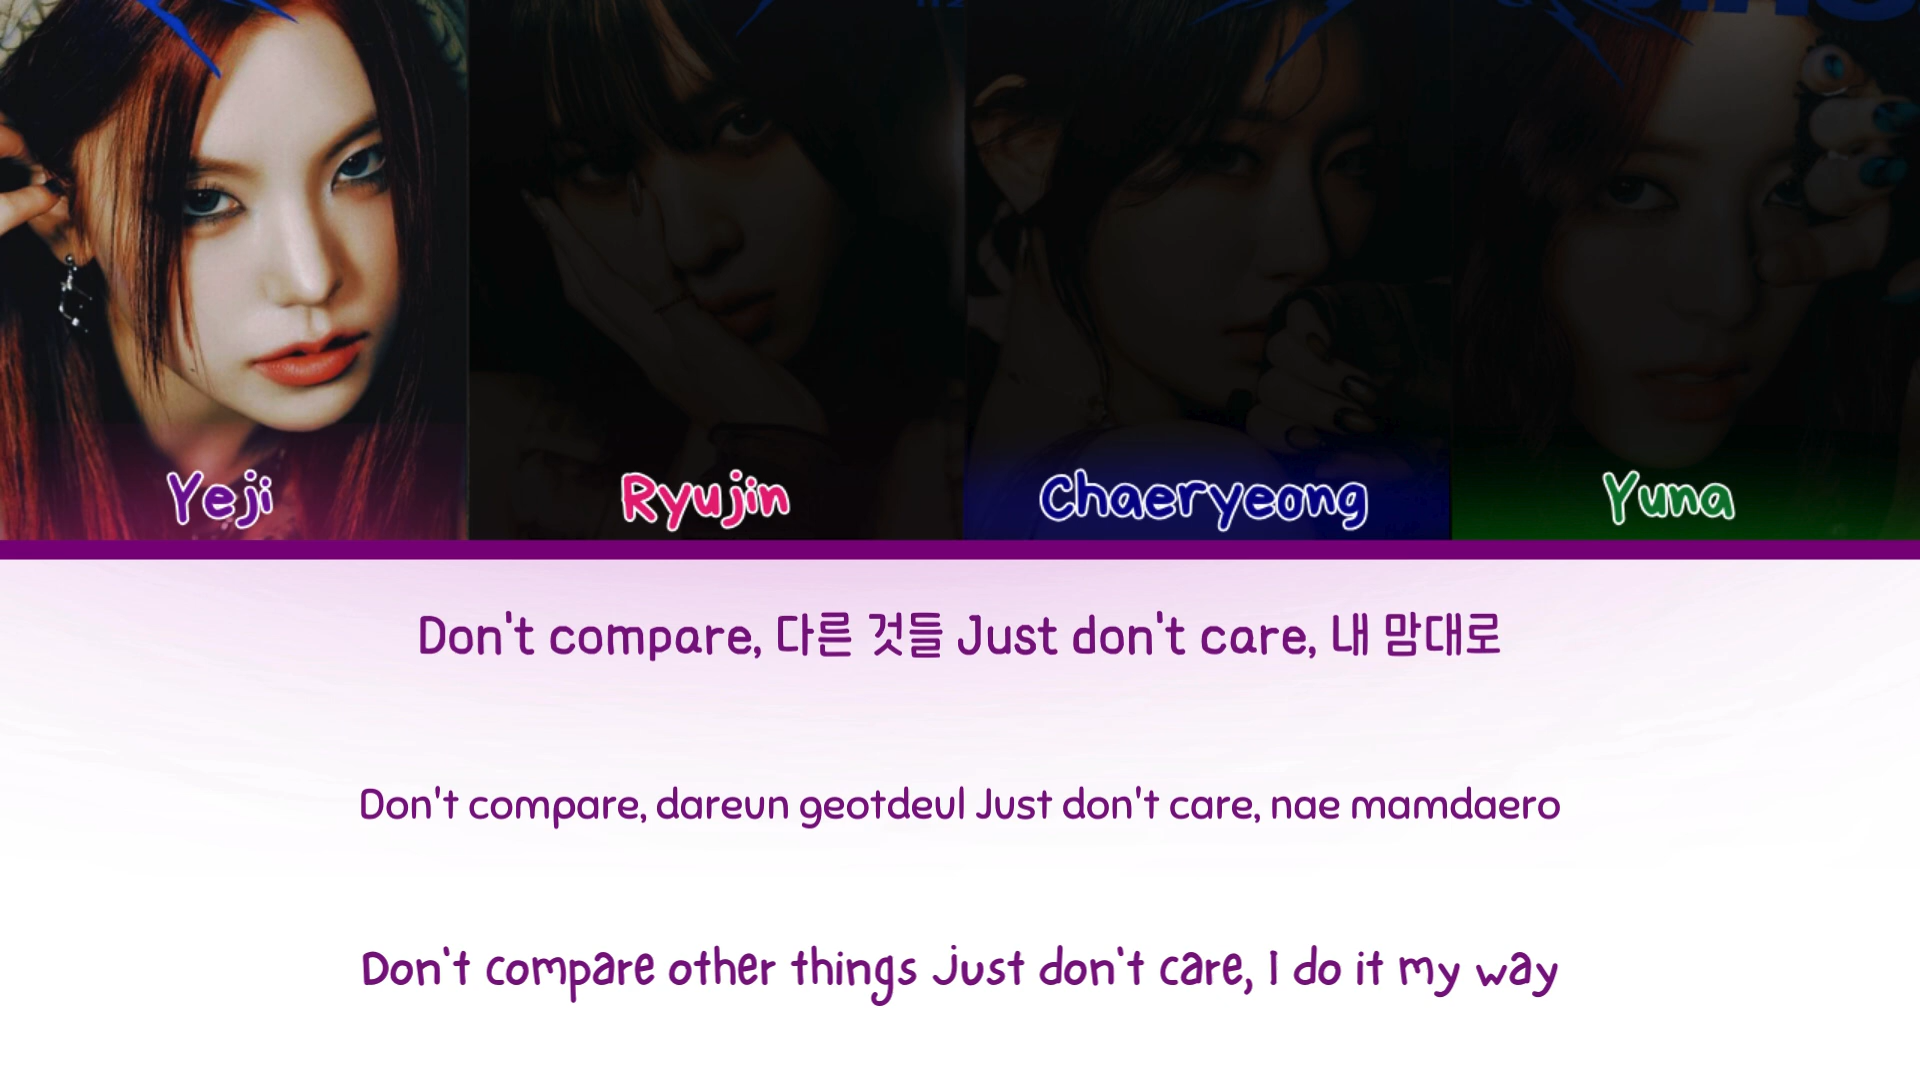 Yeji
Ryujin
Chaeryeong
Yuna
Don't compare, 다른 것들 Just don't care, 내 맘대로
Don't compare, dareun geotdeul Just don't care, nae mamdaero
Don't compare other things just don't care, I do it my way